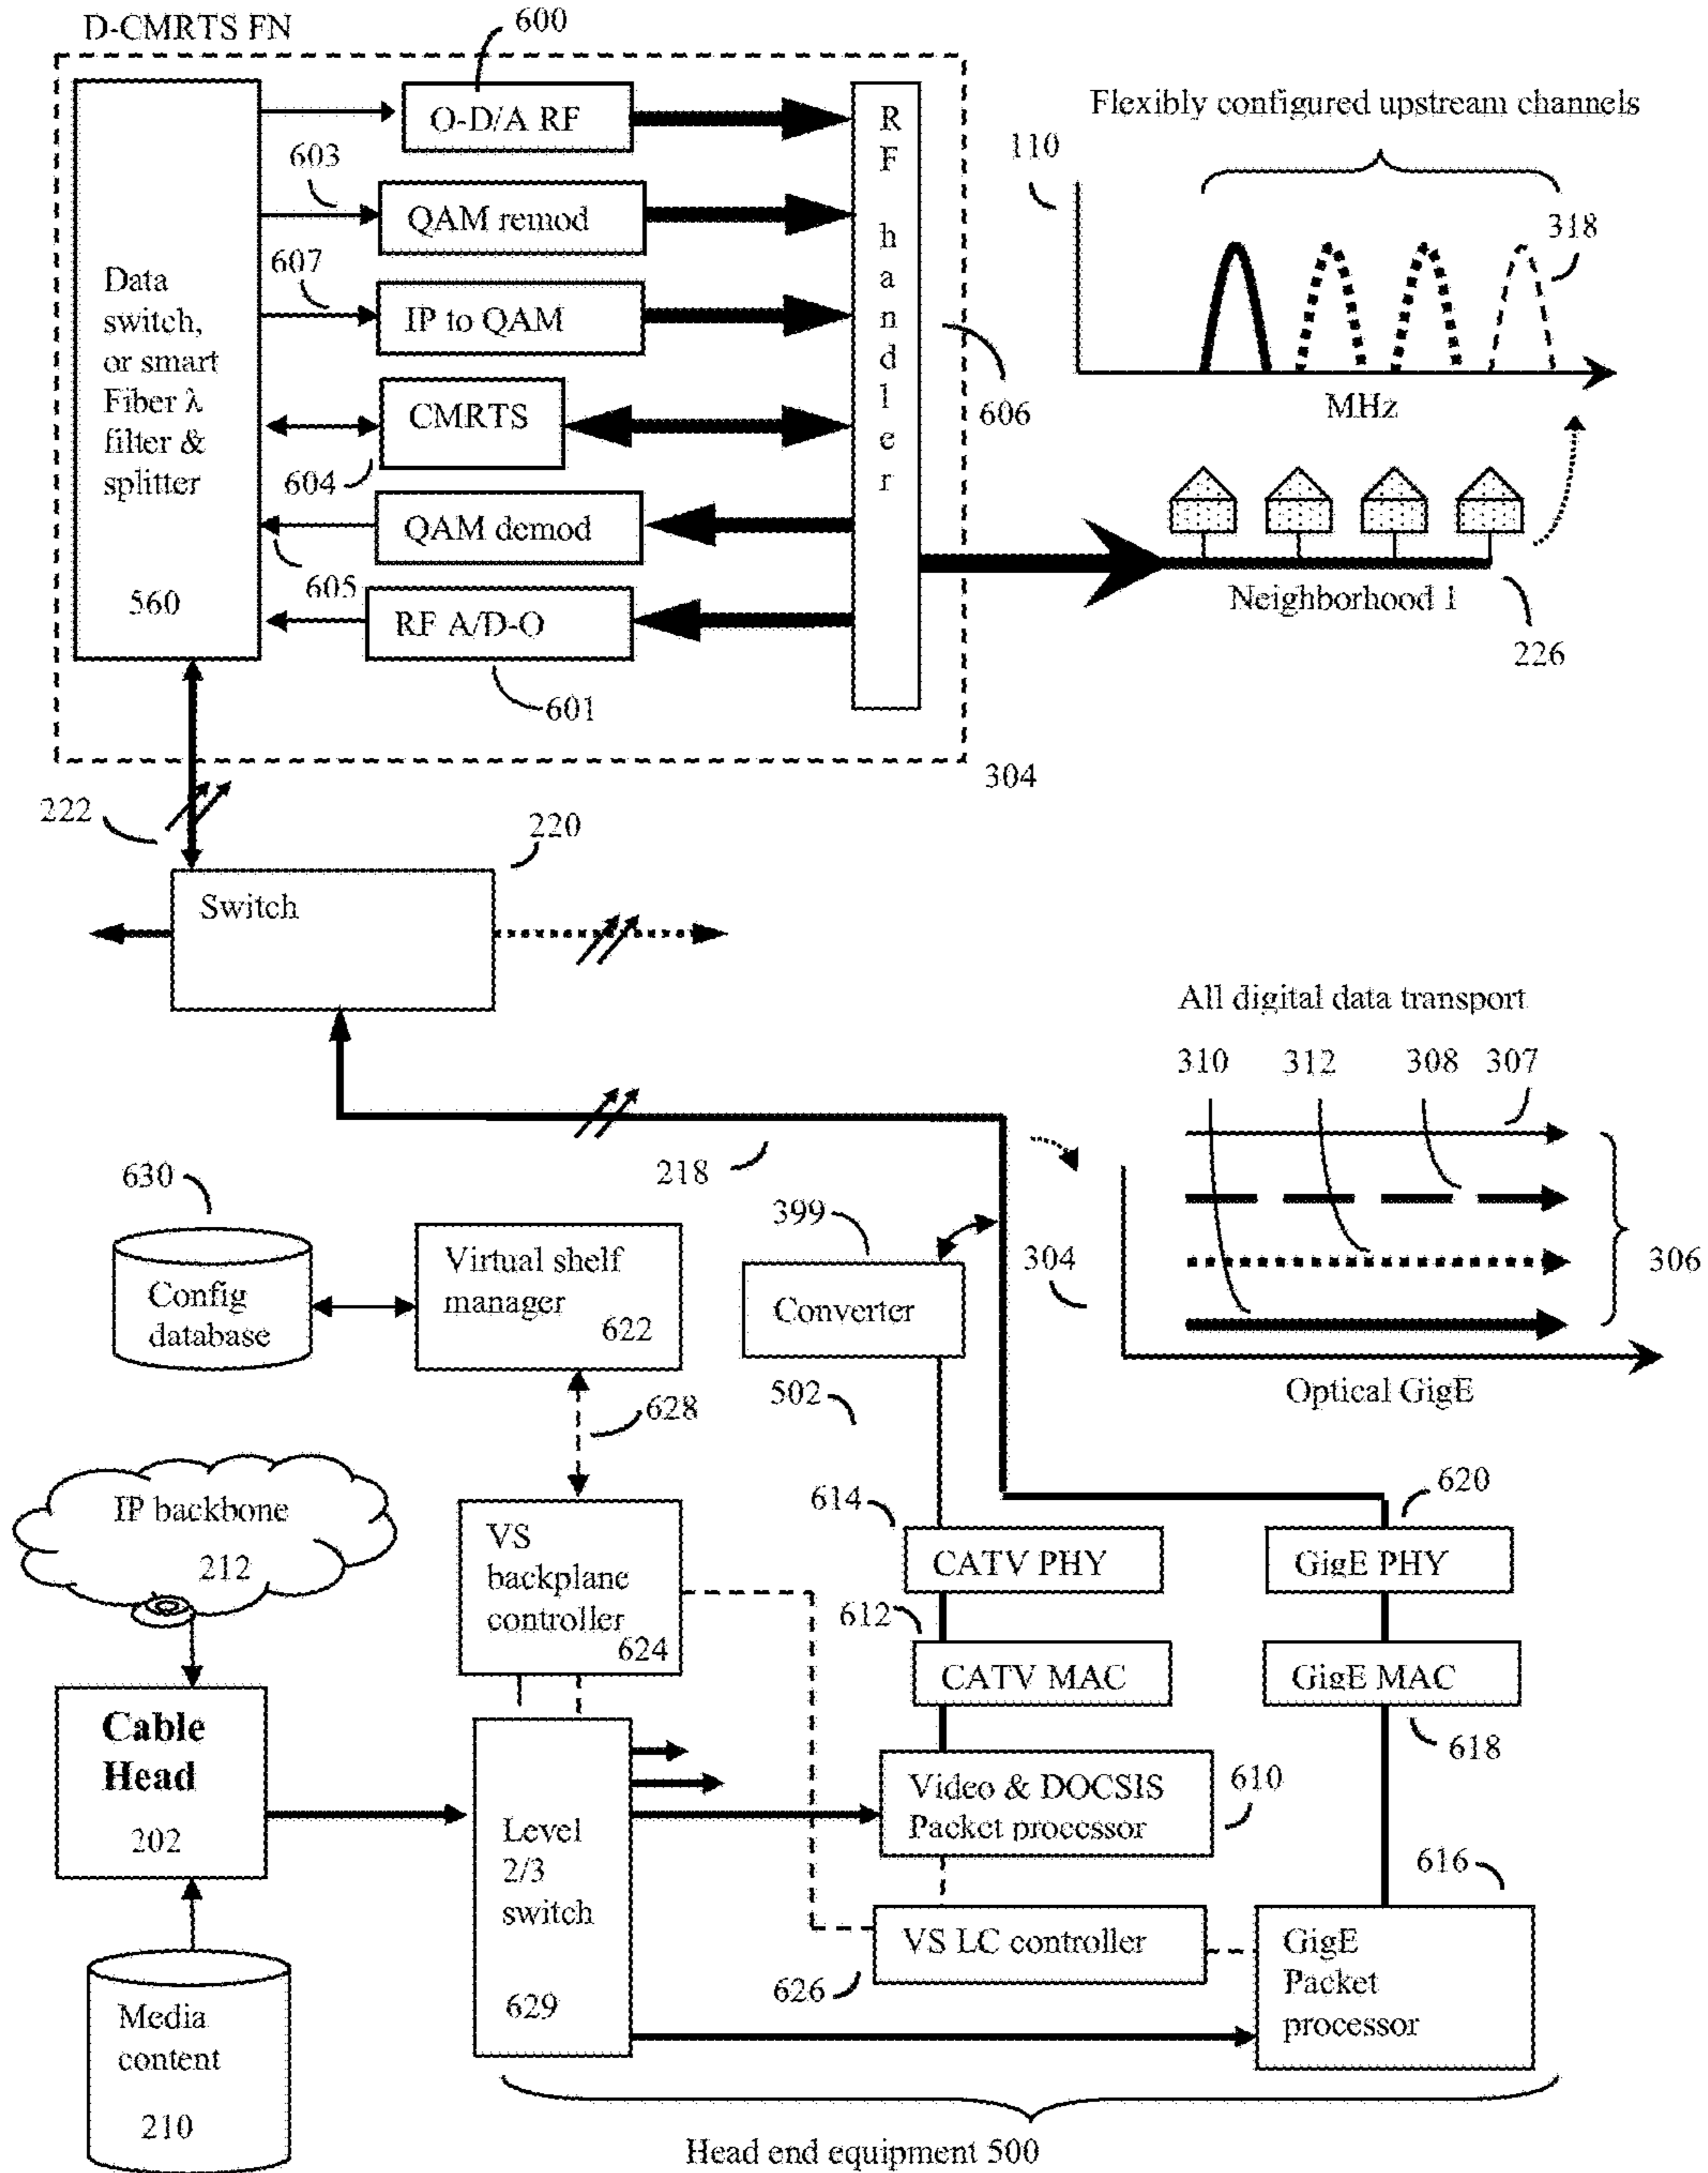 D-CMRTS FN
600
O-D/A RF
603
QAM remod
607
IP to QAM
CMRTS
604
QAM demod
605
RF A/D-O
601
Data
switch,
or smart
Fiber λ
filter &
splitter
560
RF handler
606
304
Flexibly configured upstream channels
110
318
MHz
Neighborhood 1
226
222
220
Switch
218
All digital data transport
310 312 308 307
306
304
Optical GigE
630
Config
database
Virtual shelf
manager
622
628
399
Converter
502
IP backbone
212
VS
backplane
controller
624
614
CATV PHY
620
GigE PHY
612
CATV MAC
GigE MAC
618
Cable
Head
202
Level
2/3
switch
629
Video & DOCSIS
Packet processor
610
616
VS LC controller
626
GigE
Packet
processor
Media
content
210
Head end equipment 500